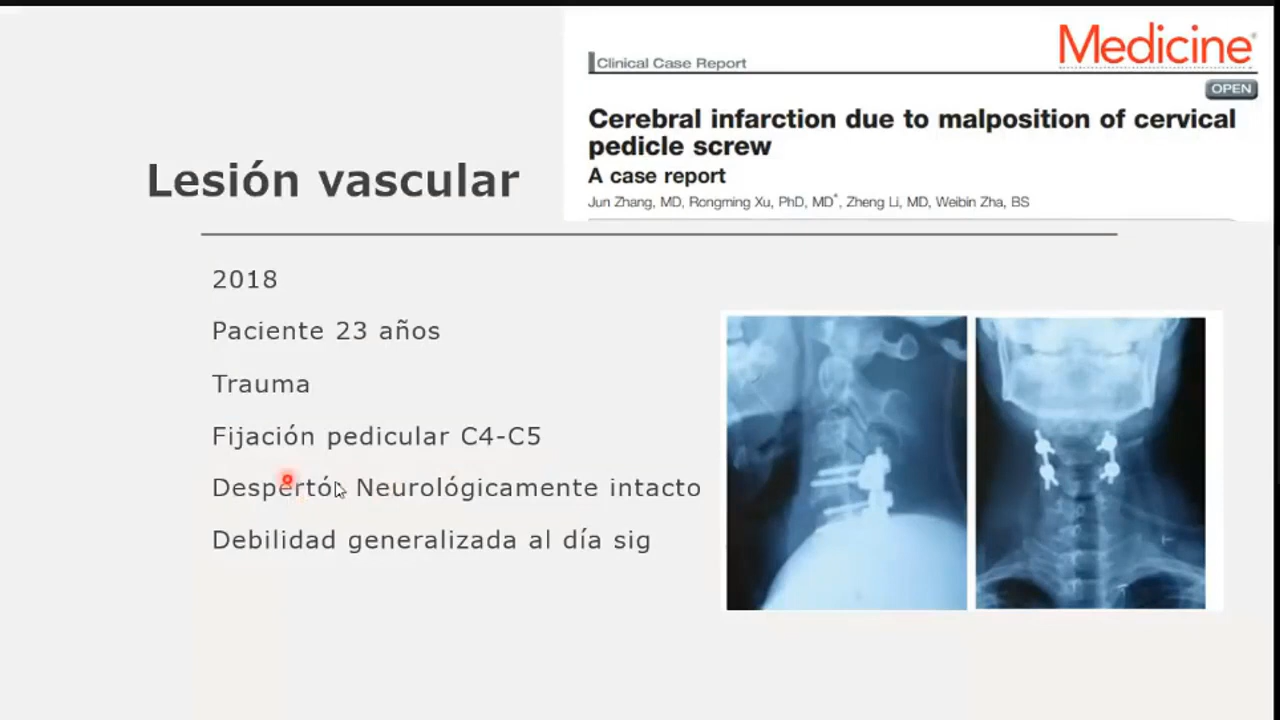 Medicine
Clinical Case Report
OPEN
Cerebral infarction due to malposition of cervical
pedicle screw
A case report
Jun Zhang, MD, Rongming Xu, PhD, MD*, Zheng Li, MD, Weibin Zha, BS
Lesión vascular
2018
Paciente 23 años
Trauma
Fijación pedicular C4-C5
Despertó: Neurológicamente intacto
Debilidad generalizada al día sig